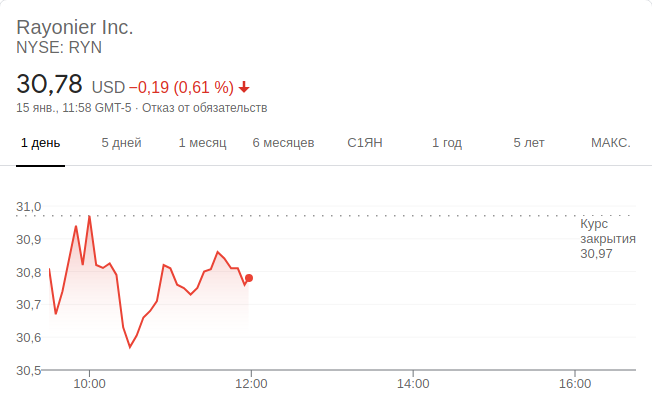 Rayonier Inc.
NYSE: RYN
30,78 USD −0,19 (0,61 %)
15 янв., 11:58 GMT-5 · Отказ от обязательств
1 день 5 дней 1 месяц 6 месяцев С1ЯН 1 год 5 лет МАКС.
31,0
30,9
30,8
30,7
30,6
30,5
Курс
закрытия
30,97
10:00 12:00 14:00 16:00